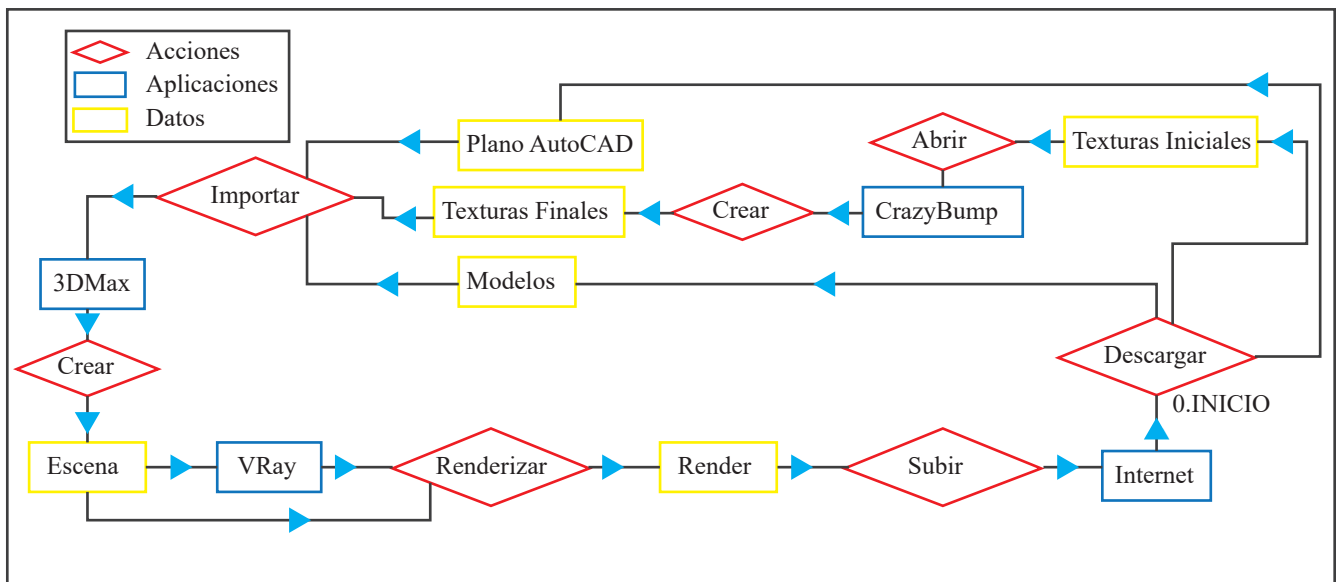 Acciones
Aplicaciones
Datos
Plano AutoCAD
Abrir
Texturas Iniciales
Importar
Texturas Finales
Crear
CrazyBump
3DMax
Modelos
Crear
Descargar
0.INICIO
Escena
VRay
Renderizar
Render
Subir
Internet